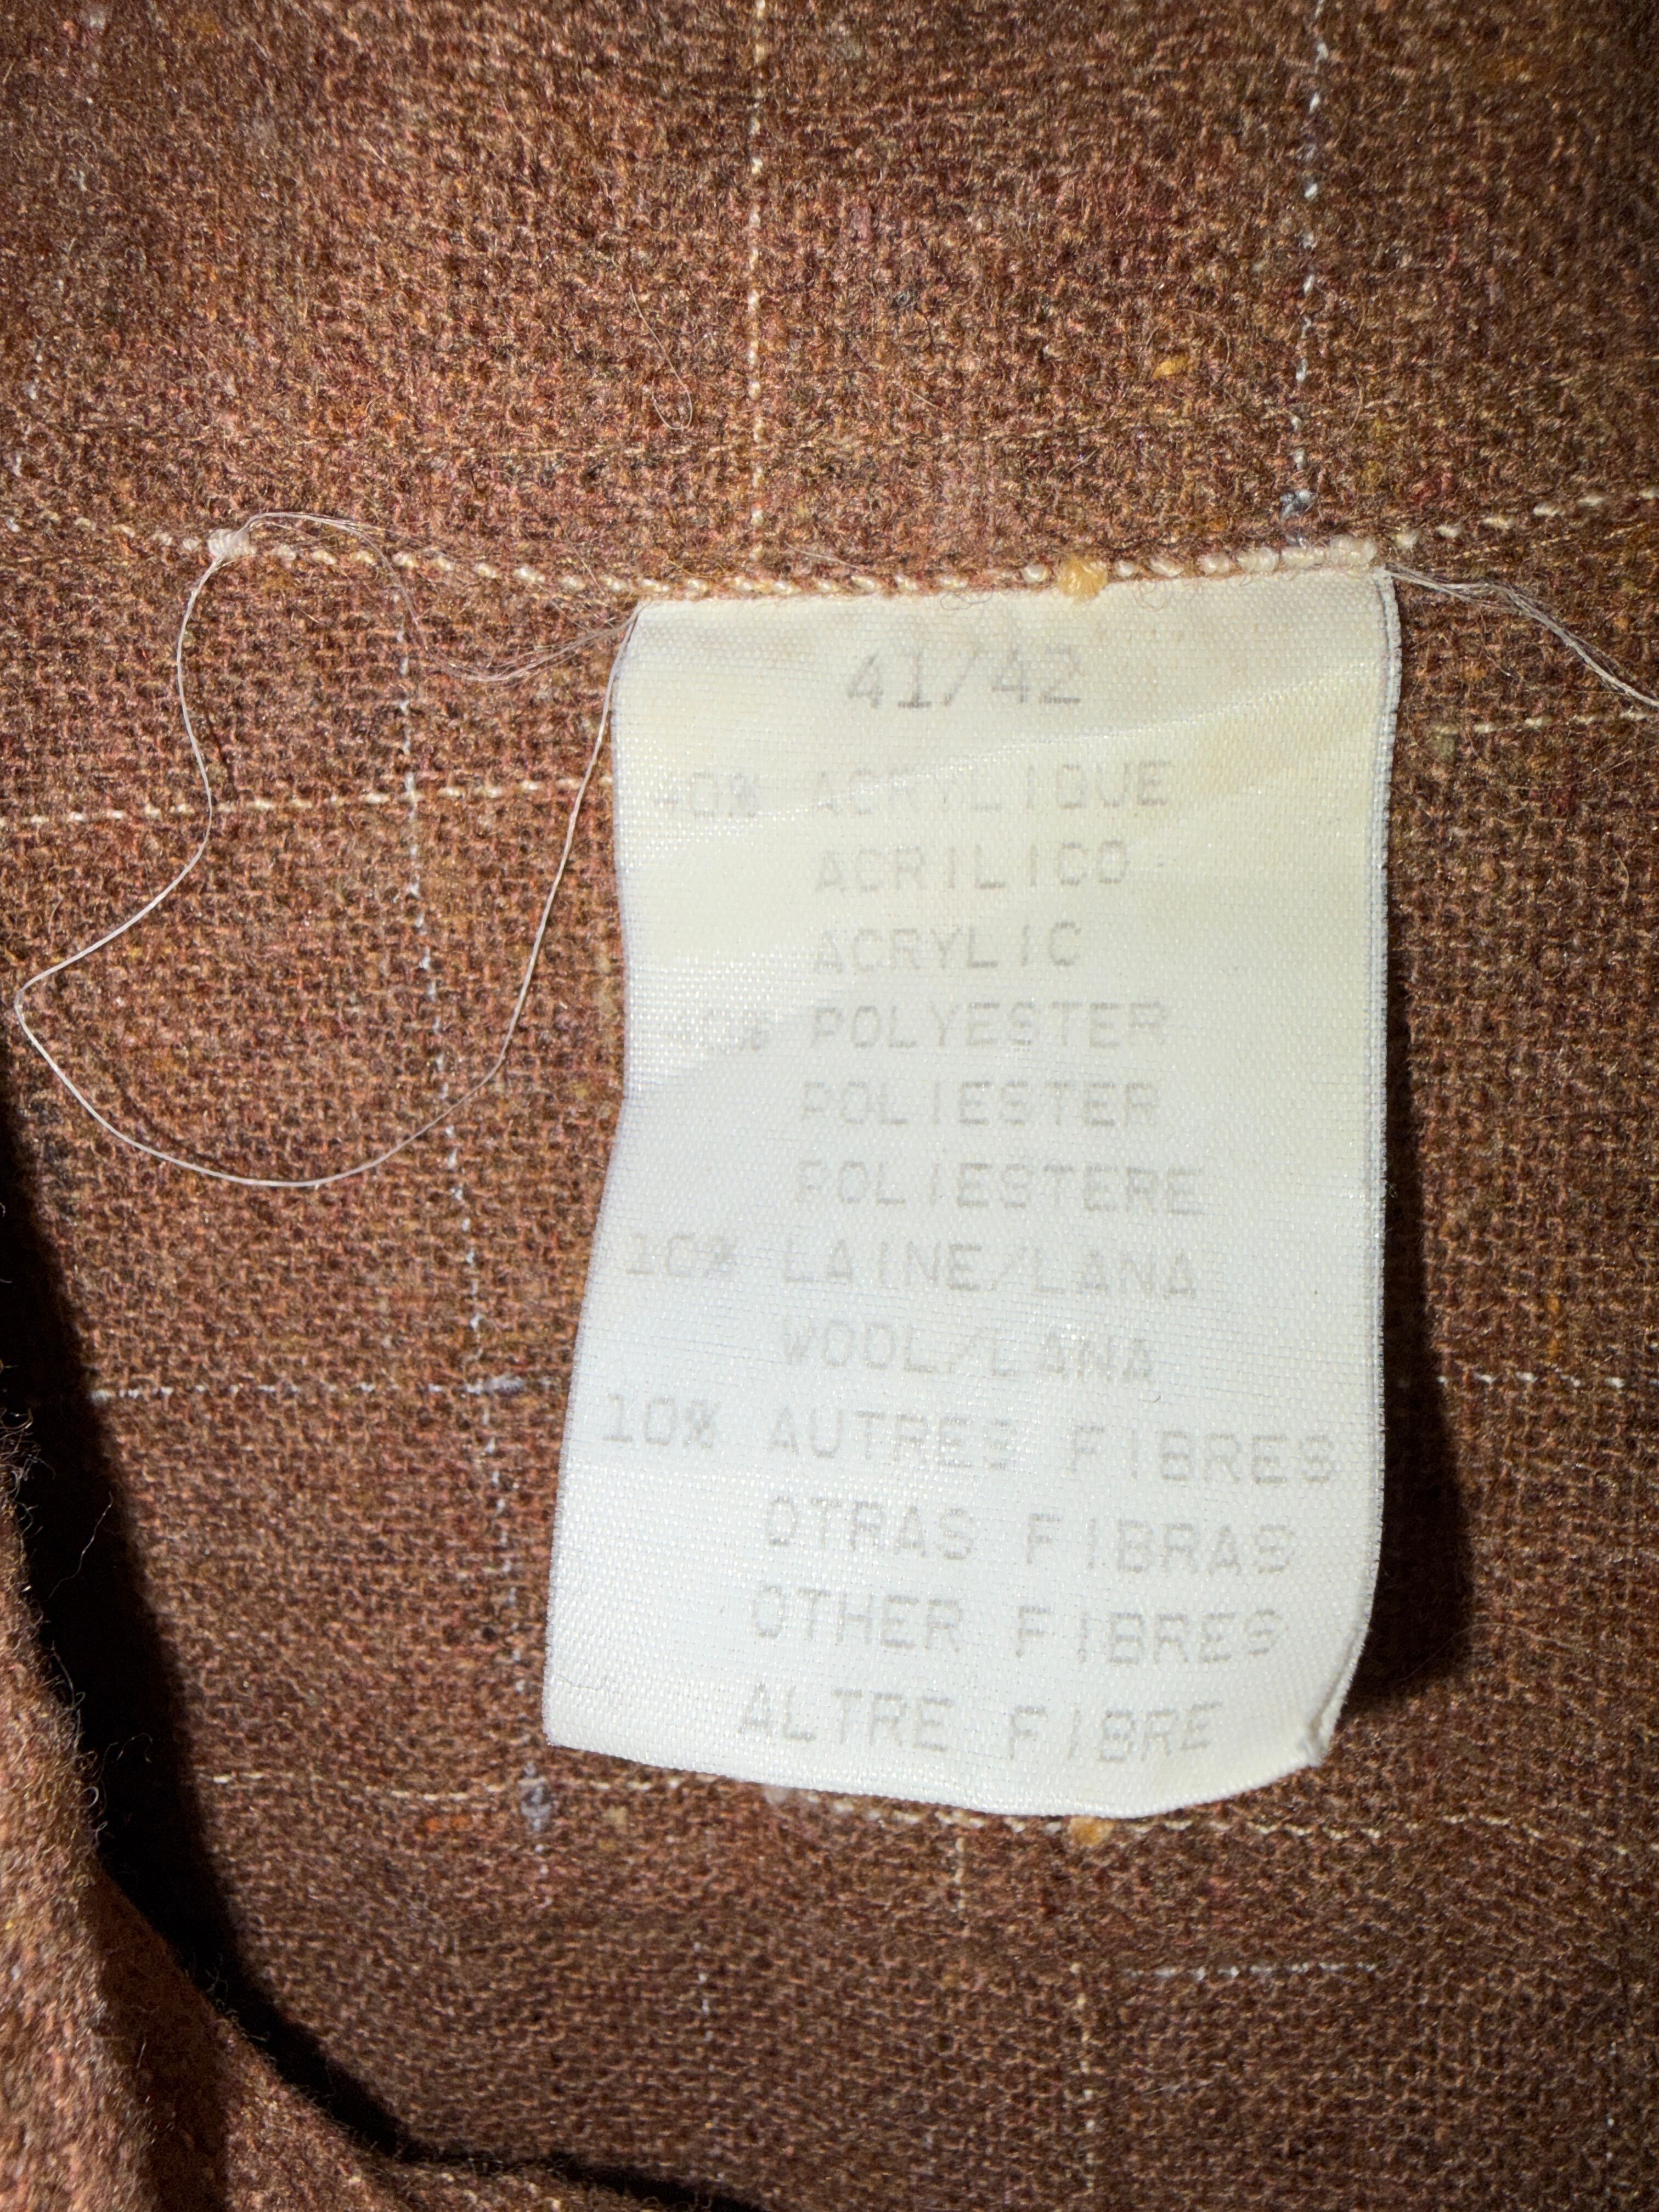 41/42
ACRYLIQUE
ACRILICO
ACRYLIC
POLYESTER
POLIESTER
POLIESTERE
10% LAINE/LANA
WOOL/LANA
10% AUTRES FIBRES
OTRAS FIBRAS
OTHER FIBRES
ALTRE FIBRE